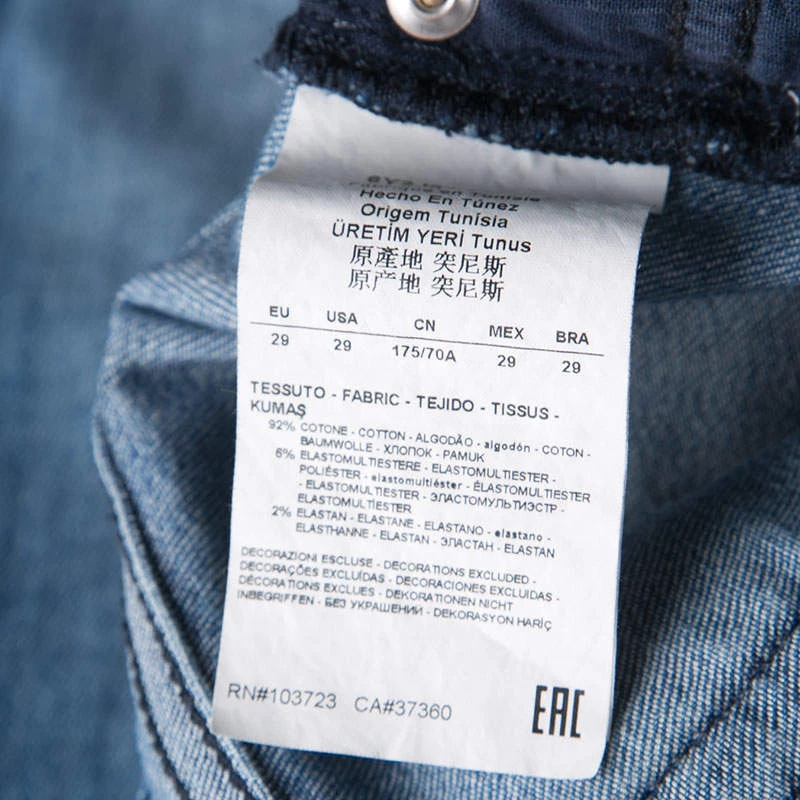 Fabriqué en Tunisie
Hecho En Túnez
Origem Tunísia
ÜRETİM YERİ Tunus
原產地 突尼斯
原产地 突尼斯
EU USA CN MEX BRA
29 29 175/70A 29 29
TESSUTO - FABRIC - TEJIDO - TISSUS -
KUMAŞ
92% COTONE - COTTON - ALGODÃO - algodón - COTON -
BAUMWOLLE - ХЛОПОК - PAMUK
6% ELASTOMULTIESTERE - ELASTOMULTIESTER -
POLIÉSTER - elastomultiéster - ÉLASTOMULTIESTER
- ELASTOMULTIESTER - ЭЛАСТОМУЛЬТИЭСТР -
ELASTOMULTIESTER
2% ELASTAN - ELASTANE - ELASTANO - elastano -
ELASTHANNE - ELASTAN - ЭЛАСТАН - ELASTAN
DECORAZIONI ESCLUSE - DECORATIONS EXCLUDED -
DECORAÇÕES EXCLUÍDAS - DECORACIONES EXCLUIDAS -
DÉCORATIONS EXCLUES - DEKORATIONEN NICHT
INBEGRIFFEN - БЕЗ УКРАШЕНИЙ - DEKORASYON HARİÇ
RN#103723 CA#37360
EAC